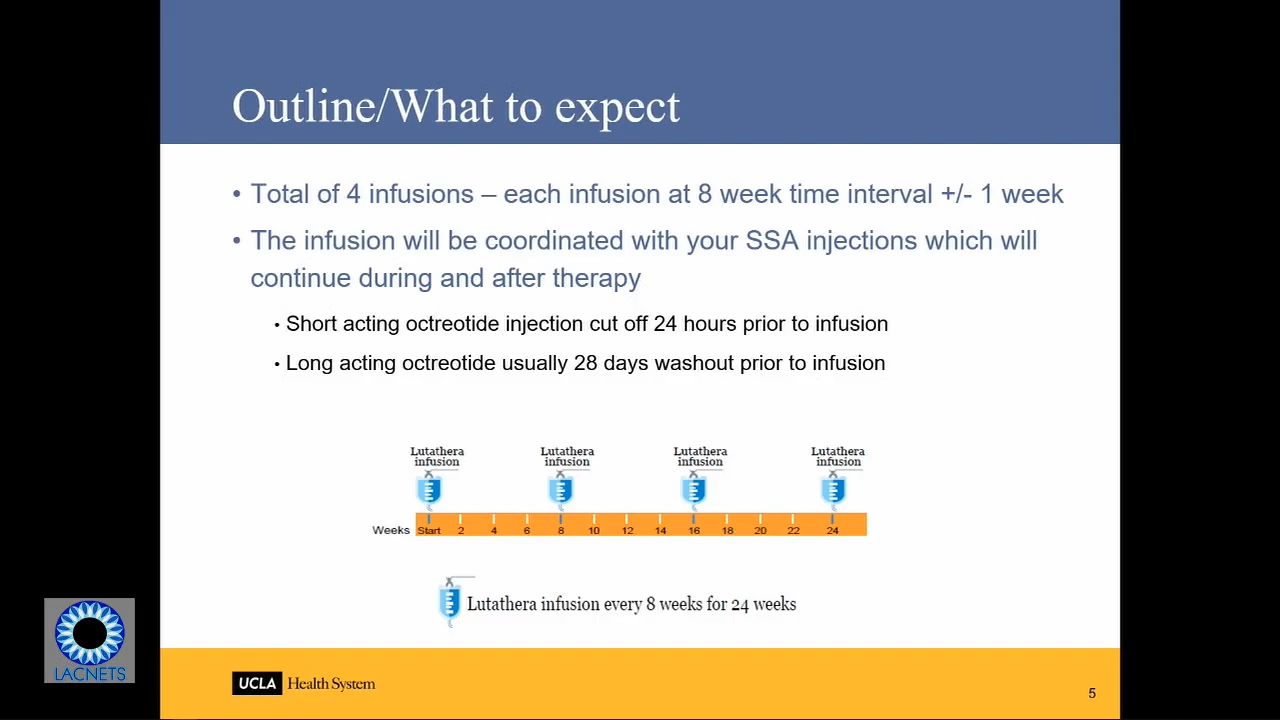 Outline/What to expect
• Total of 4 infusions – each infusion at 8 week time interval +/- 1 week
• The infusion will be coordinated with your SSA injections which will
continue during and after therapy
• Short acting octreotide injection cut off 24 hours prior to infusion
• Long acting octreotide usually 28 days washout prior to infusion
Lutathera infusion
Lutathera infusion
Lutathera infusion
Lutathera infusion
Weeks Start 2 4 6 8 10 12 14 16 18 20 22 24
Lutathera infusion every 8 weeks for 24 weeks
LACNETS
UCLA Health System
5